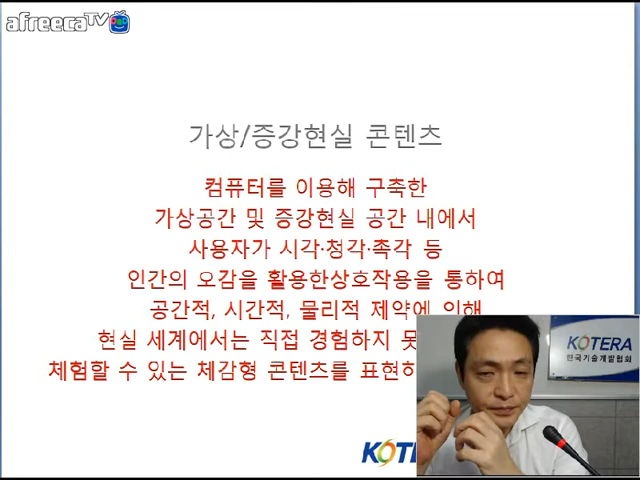 afreecaTV
가상/증강현실 콘텐츠
컴퓨터를 이용해 구축한
가상공간 및 증강현실 공간 내에서
사용자가 시각·청각·촉각 등
인간의 오감을 활용한상호작용을 통하여
공간적, 시간적, 물리적 제약에 의해
현실 세계에서는 직접 경험하지 못
체험할 수 있는 체감형 콘텐츠를 표현하
KOTERA
한국기술개발협회
KOTE